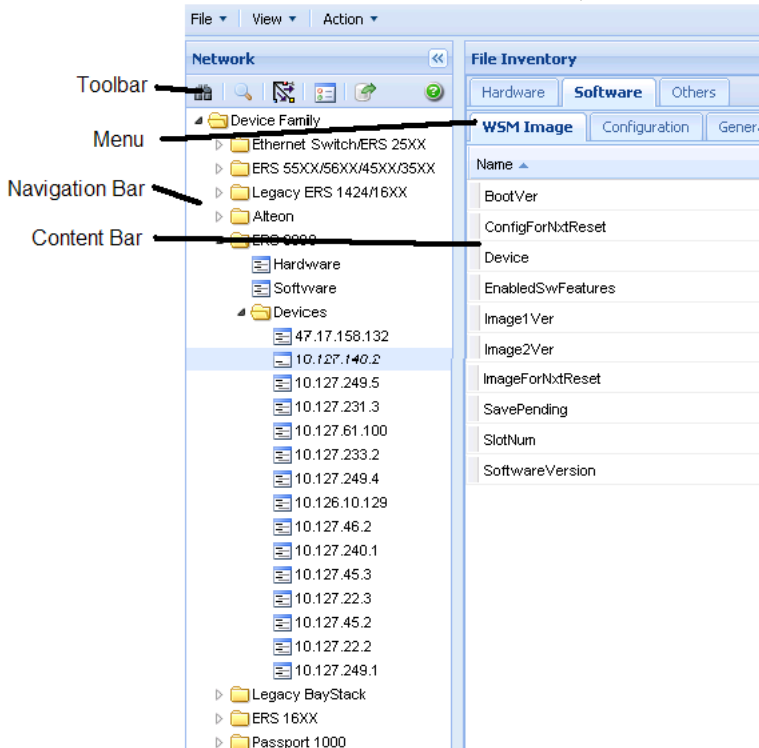 File View Action
Network
File Inventory
Toolbar
Hardware Software Others
Device Family
Menu
WSM Image Configuration Genera
Ethernet Switch/ERS 25XX
ERS 55XX/56XX/45XX/35XX
Name
Navigation Bar
Legacy ERS 1424/16XX
BootVer
Alteon
Content Bar
ConfigForNxtReset
Hardware
Device
Software
EnabledSwFeatures
Devices
Image1Ver
47.17.158.132
Image2Ver
10.127.140.2
10.127.249.5
ImageForNxtReset
10.127.231.3
SavePending
10.127.61.100
SlotNum
10.127.233.2
SoftwareVersion
10.127.249.4
10.126.10.129
10.127.46.2
10.127.240.1
10.127.45.3
10.127.22.3
10.127.45.2
10.127.22.2
10.127.249.1
Legacy BayStack
ERS 16XX
Passport 1000